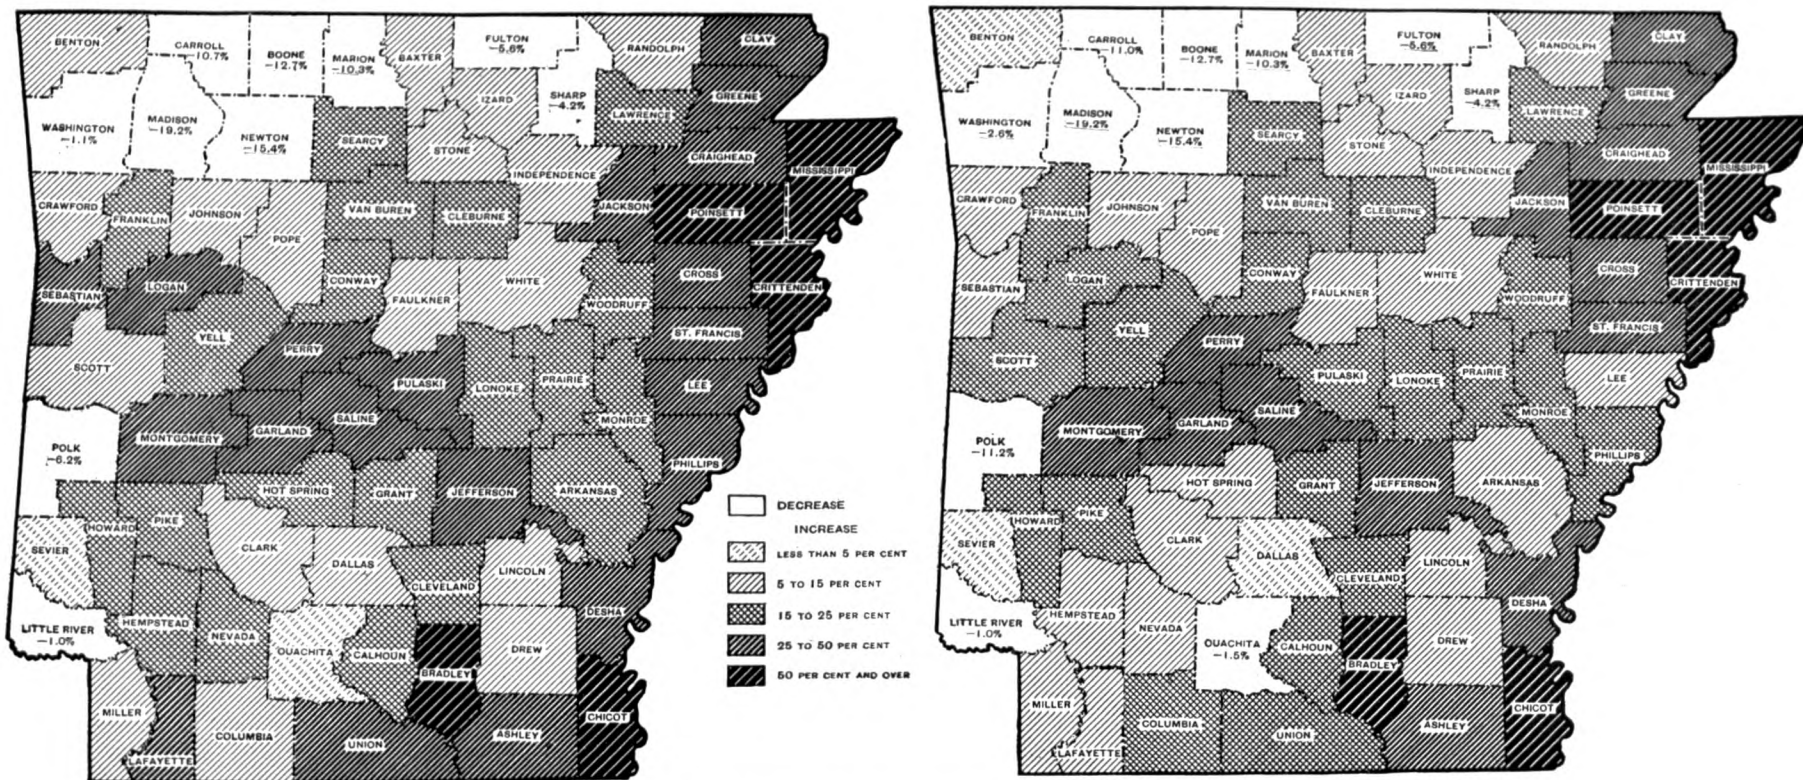 BENTON
CARROLL
−10.7%
BOONE
−12.7%
MARION
−10.3%
BAXTER
FULTON
−5.6%
RANDOLPH
CLAY
WASHINGTON
−1.1%
MADISON
−19.2%
NEWTON
−15.4%
SEARCY
STONE
IZARD
SHARP
−4.2%
LAWRENCE
GREENE
CRAIGHEAD
MISSISSIPPI
INDEPENDENCE
CRAWFORD
FRANKLIN
JOHNSON
POPE
VAN BUREN
CLEBURNE
JACKSON
POINSETT
SEBASTIAN
LOGAN
CONWAY
FAULKNER
WHITE
WOODRUFF
CROSS
CRITTENDEN
SCOTT
YELL
PERRY
PULASKI
LONOKE
PRAIRIE
ST. FRANCIS
LEE
MONROE
POLK
−6.2%
MONTGOMERY
GARLAND
SALINE
PHILLIPS
HOT SPRING
GRANT
JEFFERSON
ARKANSAS
SEVIER
HOWARD
PIKE
CLARK
DALLAS
CLEVELAND
LINCOLN
DESHA
LITTLE RIVER
−1.0%
HEMPSTEAD
NEVADA
OUACHITA
CALHOUN
BRADLEY
DREW
MILLER
LAFAYETTE
COLUMBIA
UNION
ASHLEY
CHICOT
DECREASE
INCREASE
LESS THAN 5 PER CENT
5 TO 15 PER CENT
15 TO 25 PER CENT
25 TO 50 PER CENT
50 PER CENT AND OVER
BENTON
CARROLL
−11.0%
BOONE
−12.7%
MARION
−10.3%
BAXTER
FULTON
−5.6%
RANDOLPH
CLAY
WASHINGTON
−2.6%
MADISON
−19.2%
NEWTON
−15.4%
SEARCY
STONE
IZARD
SHARP
−4.2%
LAWRENCE
GREENE
CRAIGHEAD
MISSISSIPPI
INDEPENDENCE
CRAWFORD
FRANKLIN
JOHNSON
POPE
VAN BUREN
CLEBURNE
JACKSON
POINSETT
SEBASTIAN
LOGAN
CONWAY
FAULKNER
WHITE
WOODRUFF
CROSS
CRITTENDEN
SCOTT
YELL
PERRY
PULASKI
LONOKE
PRAIRIE
ST. FRANCIS
LEE
MONROE
POLK
−11.2%
MONTGOMERY
GARLAND
SALINE
PHILLIPS
HOT SPRING
GRANT
JEFFERSON
ARKANSAS
SEVIER
HOWARD
PIKE
CLARK
DALLAS
CLEVELAND
LINCOLN
DESHA
LITTLE RIVER
−1.0%
HEMPSTEAD
NEVADA
OUACHITA
−1.5%
CALHOUN
BRADLEY
DREW
MILLER
LAFAYETTE
COLUMBIA
UNION
ASHLEY
CHICOT